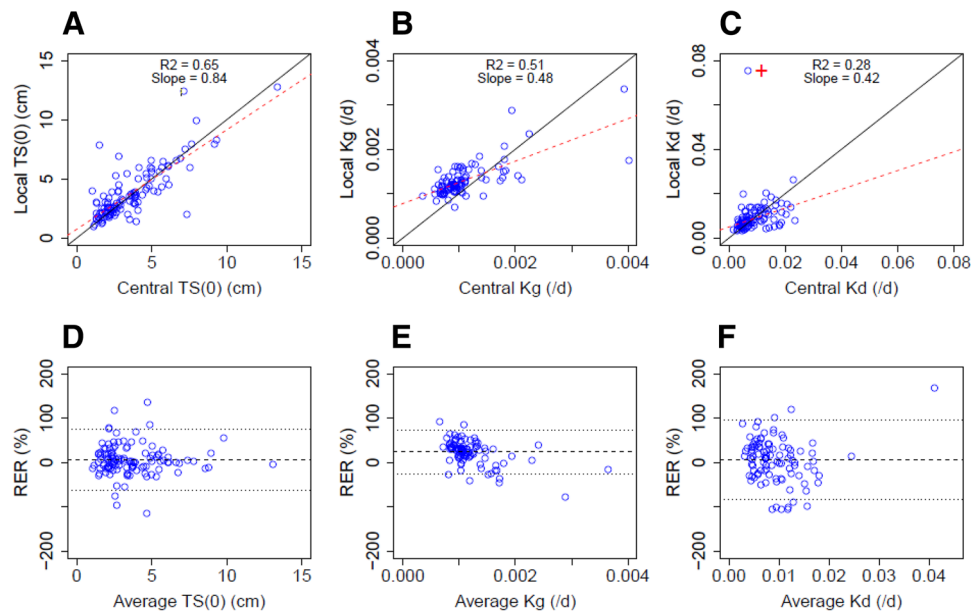 A
B
C
R2 = 0.65
Slope = 0.84
R2 = 0.51
Slope = 0.48
R2 = 0.28
Slope = 0.42
Local TS(0) (cm)
0 5 10 15
0 5 10 15
Central TS(0) (cm)
Local Kg (/d)
0.000 0.002 0.004
0.000 0.002 0.004
Central Kg (/d)
Local Kd (/d)
0.00 0.04 0.08
0.00 0.02 0.04 0.06 0.08
Central Kd (/d)
D
E
F
RER (%)
−200 0 100 200
0 5 10 15
Average TS(0) (cm)
RER (%)
−200 0 100 200
0.000 0.002 0.004
Average Kg (/d)
RER (%)
−200 0 100 200
0.00 0.01 0.02 0.03 0.04
Average Kd (/d)